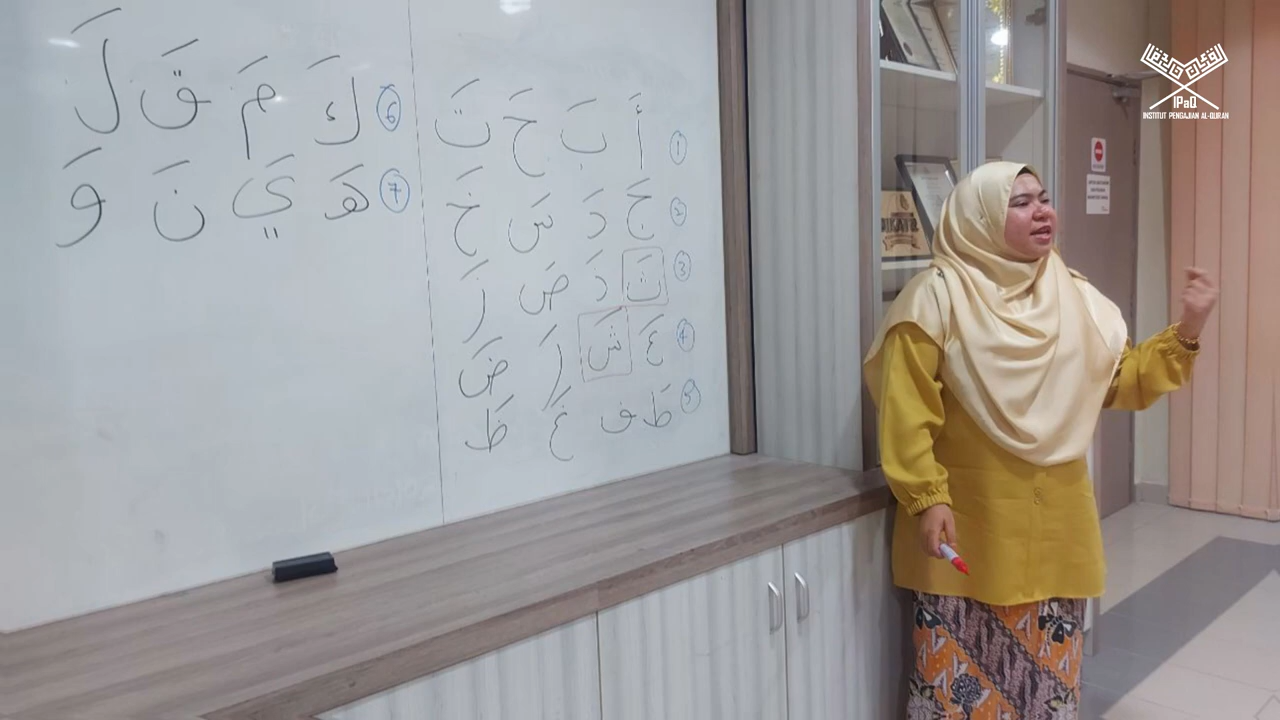 ① أَ بَ حَ تَ
② جَ دَ سَ خَ
③ ثَ ذَ صَ زَ
④ عَ شَ رَ ضَ
⑤ طَ فَ غَ ظَ
⑥ كَ مَ قَ لَ
⑦ هَ يَ نَ وَ
IPaQ
INSTITUT PENGAJIAN AL-QURAN